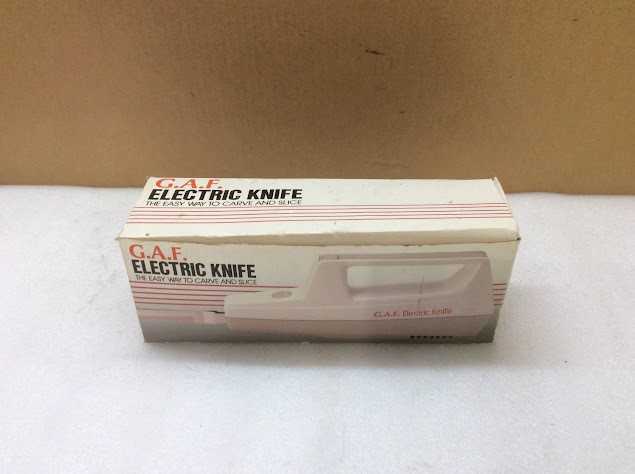 G.A.F.
ELECTRIC KNIFE
THE EASY WAY TO CARVE AND SLICE
G.A.F.
ELECTRIC KNIFE
THE EASY WAY TO CARVE AND SLICE
G.A.F. Electric Knife